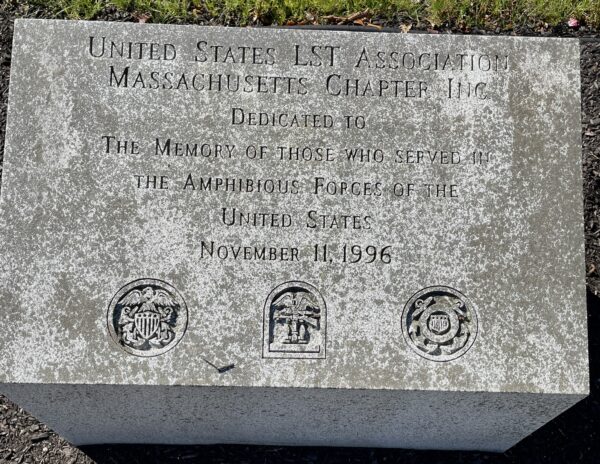 United States LST Association
Massachusetts Chapter Inc
Dedicated to
The Memory of those who served in
the Amphibious Forces of the
United States
November 11, 1996